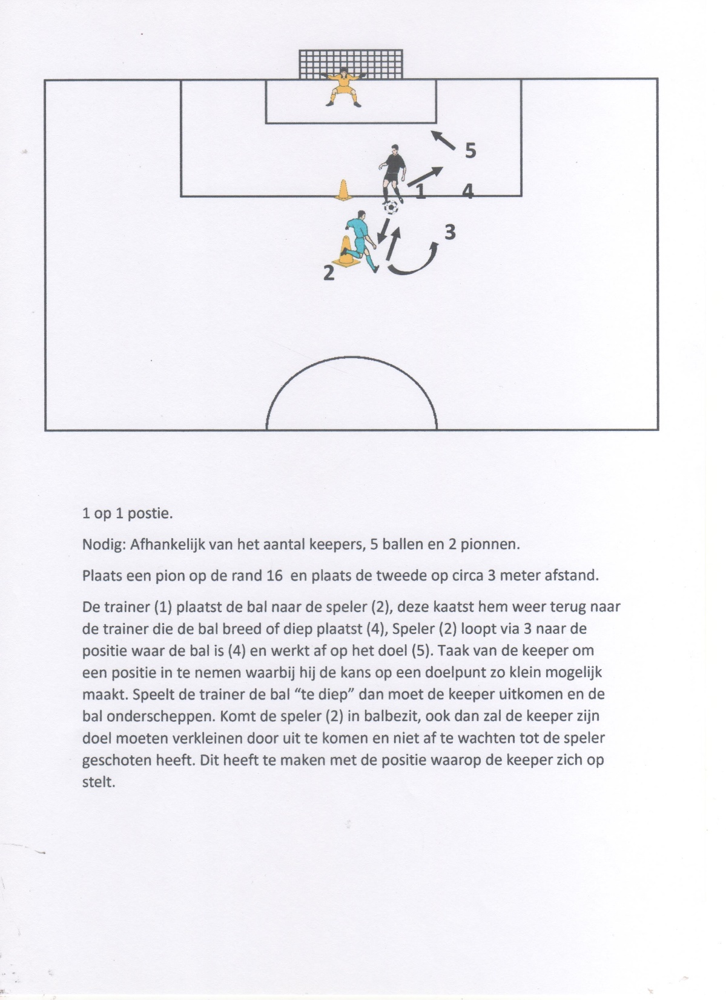 5
1
4
3
2
1 op 1 postie.
Nodig: Afhankelijk van het aantal keepers, 5 ballen en 2 pionnen.
Plaats een pion op de rand 16 en plaats de tweede op circa 3 meter afstand.
De trainer (1) plaatst de bal naar de speler (2), deze kaatst hem weer terug naar
de trainer die de bal breed of diep plaatst (4), Speler (2) loopt via 3 naar de
positie waar de bal is (4) en werkt af op het doel (5). Taak van de keeper om
een positie in te nemen waarbij hij de kans op een doelpunt zo klein mogelijk
maakt. Speelt de trainer de bal “te diep” dan moet de keeper uitkomen en de
bal onderscheppen. Komt de speler (2) in balbezit, ook dan zal de keeper zijn
doel moeten verkleinen door uit te komen en niet af te wachten tot de speler
geschoten heeft. Dit heeft te maken met de positie waarop de keeper zich op
stelt.